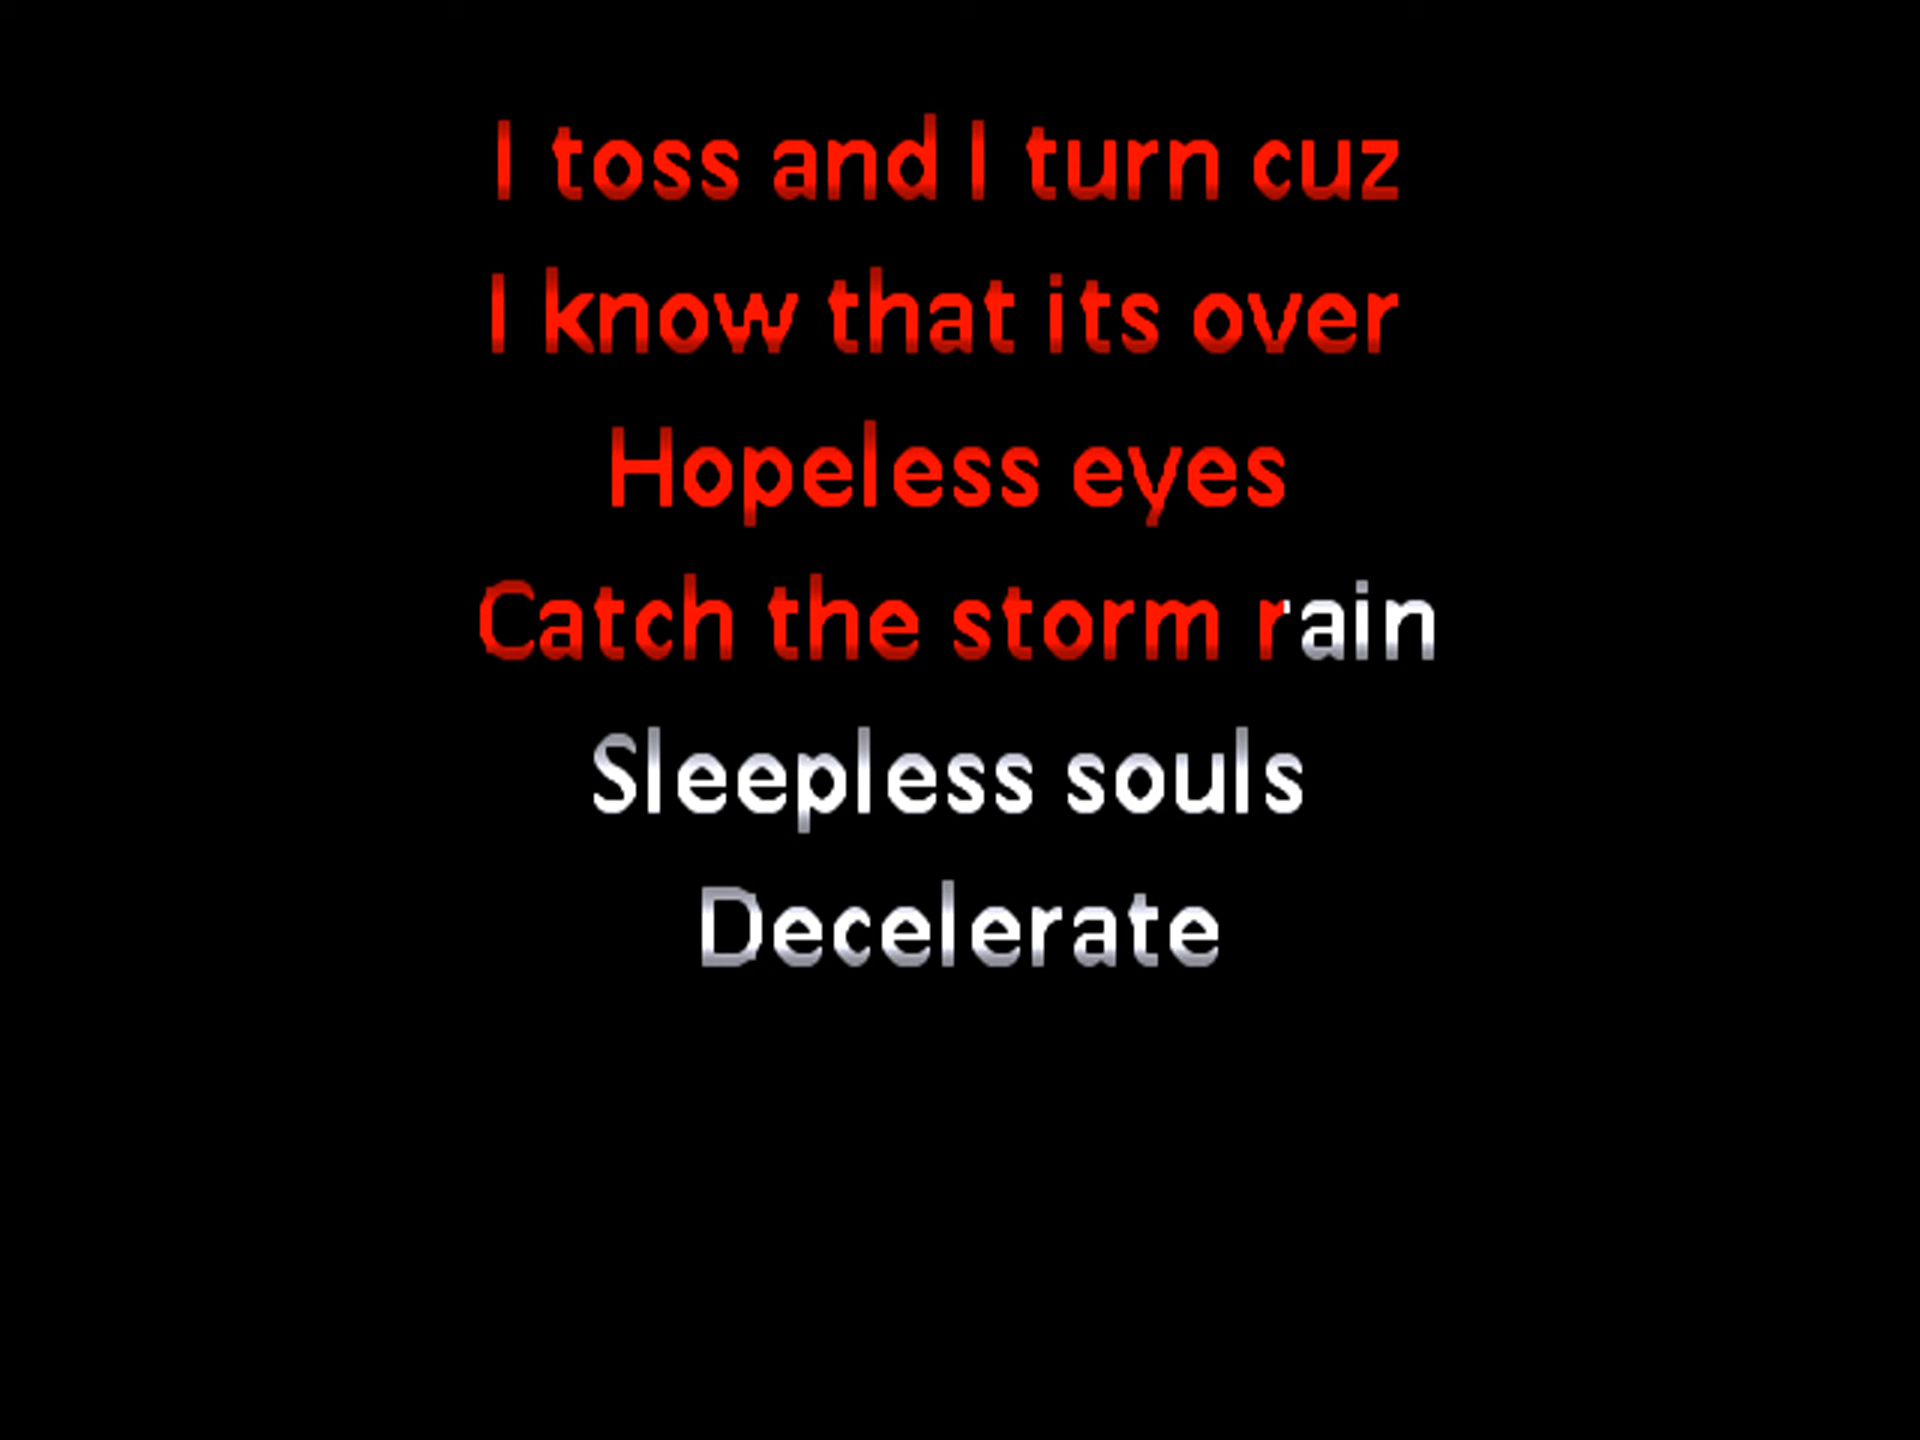 I toss and I turn cuz
I know that its over
Hopeless eyes
Catch the storm rain
Sleepless souls
Decelerate